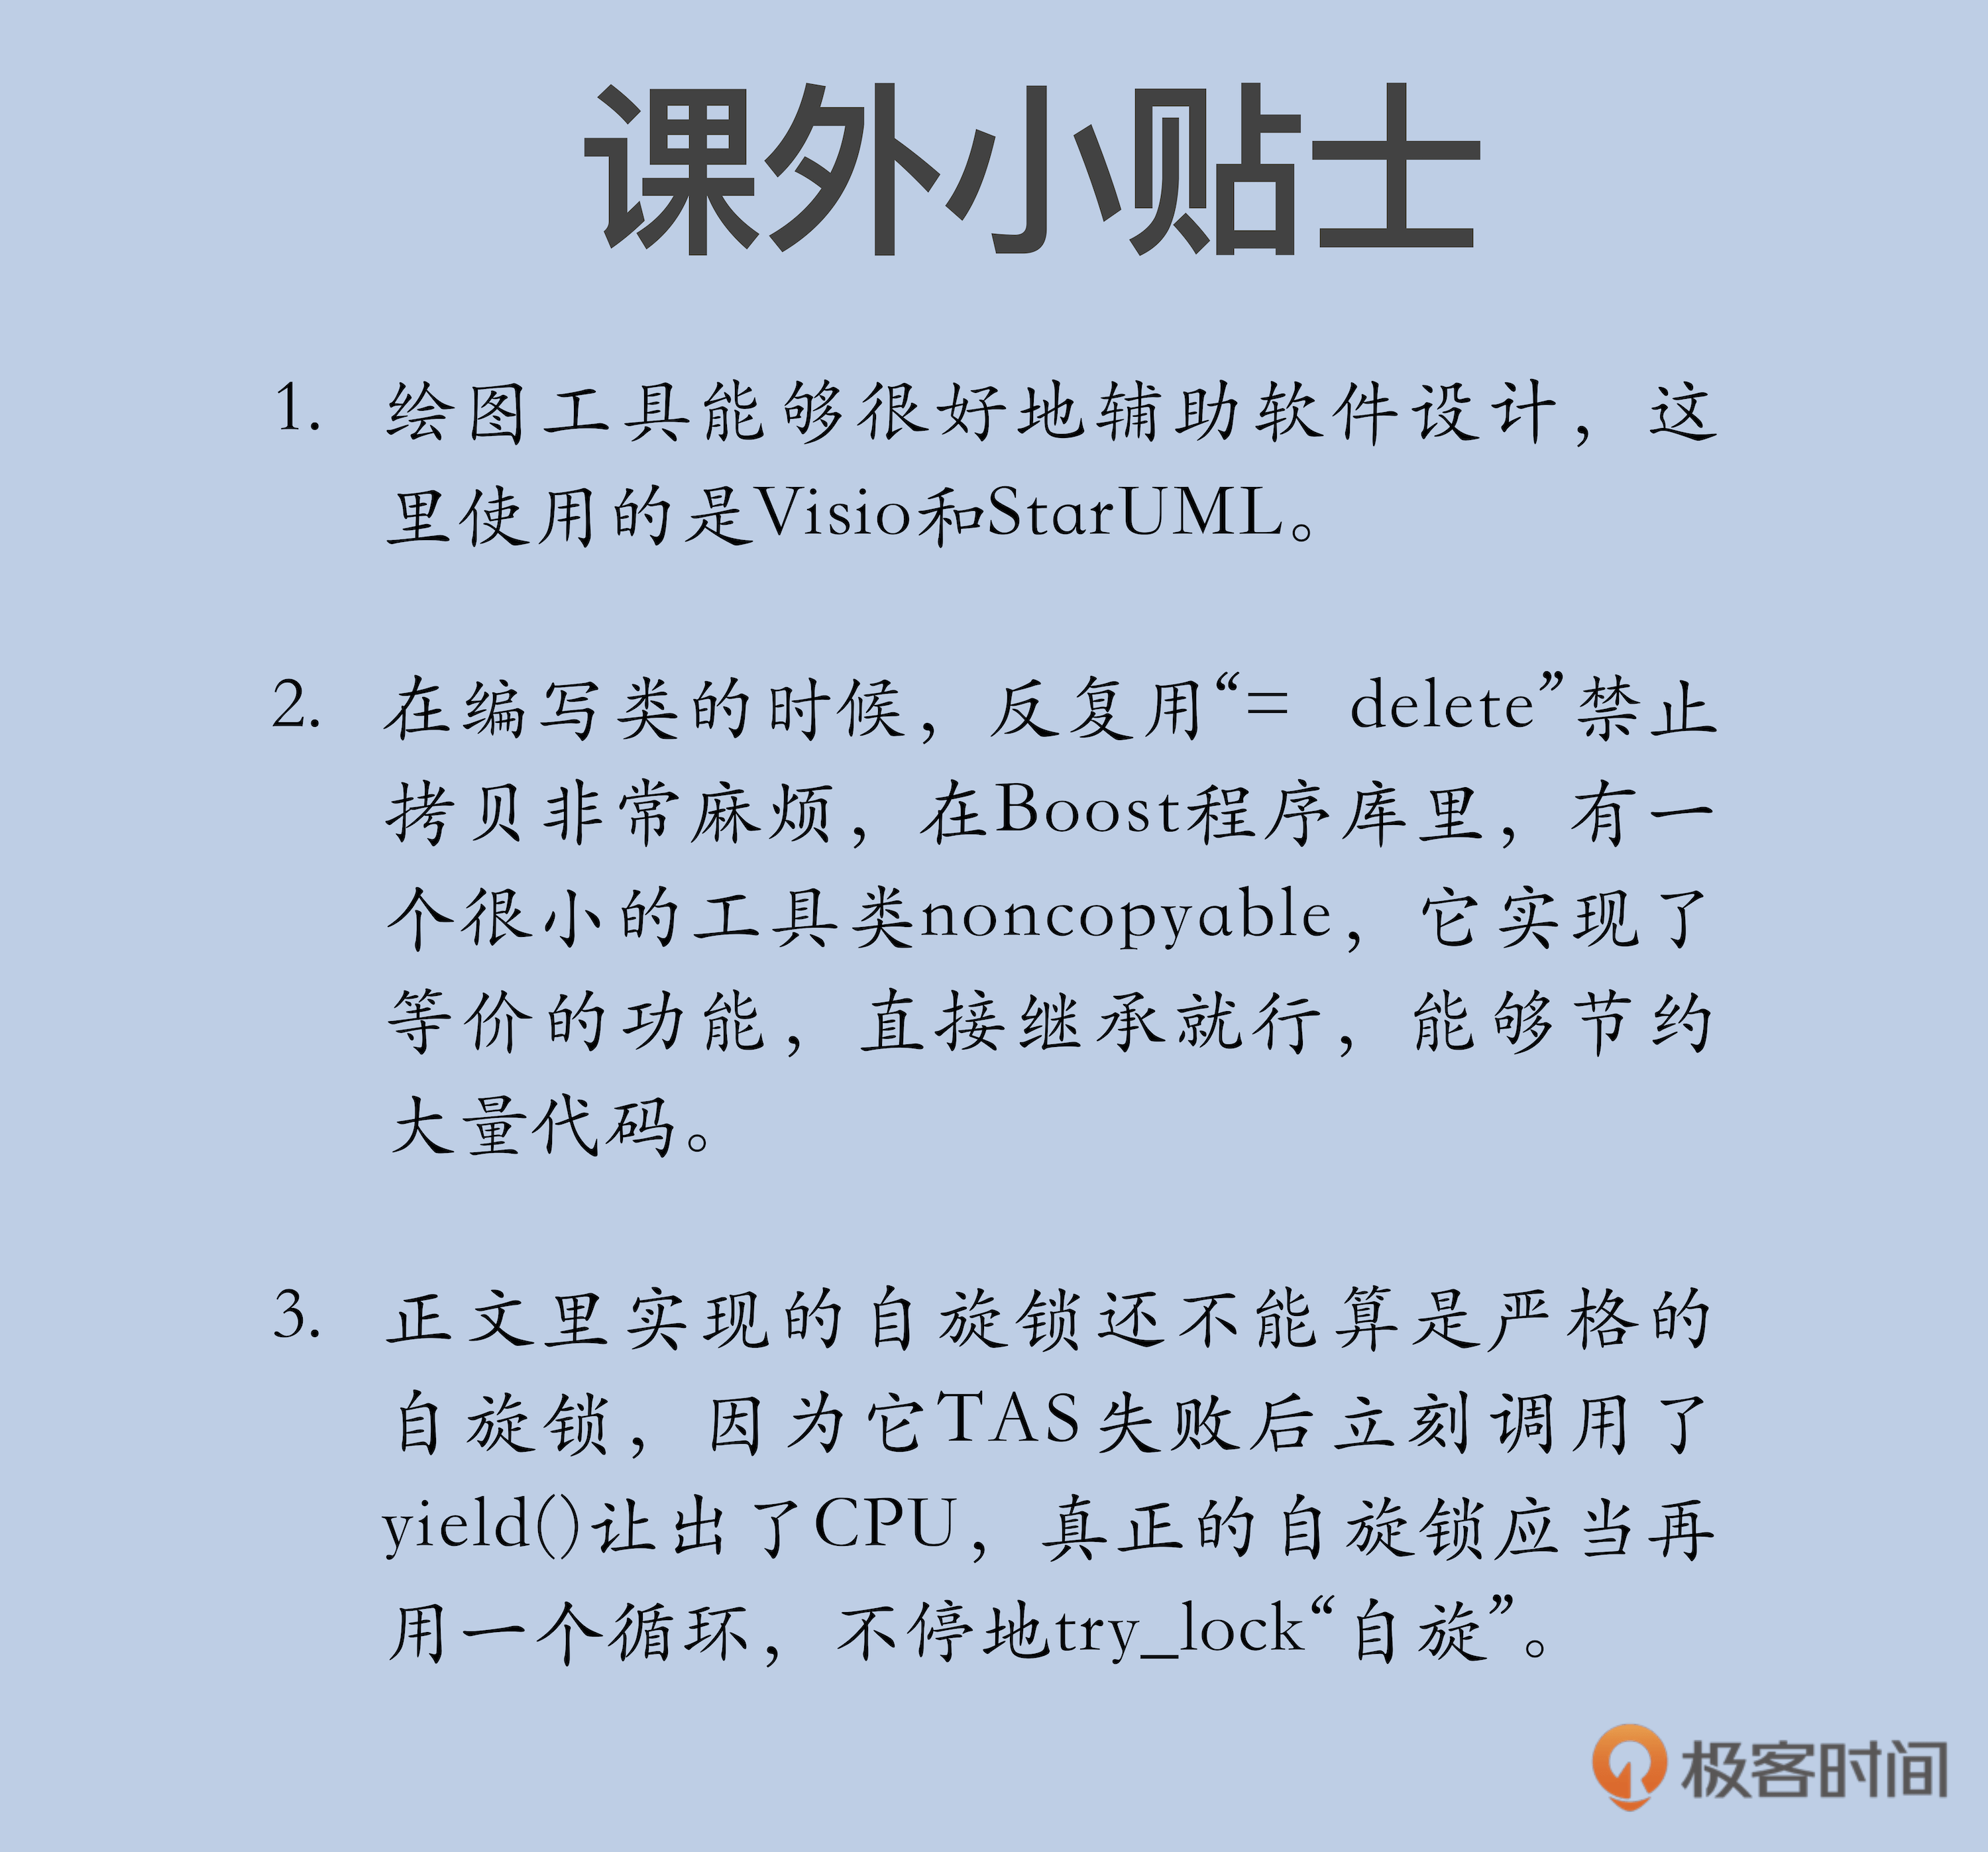 课外小贴士
1. 绘图工具能够很好地辅助软件设计，这
里使用的是Visio和StarUML。
2. 在编写类的时候，反复用“= delete”禁止
拷贝非常麻烦，在Boost程序库里，有一
个很小的工具类noncopyable，它实现了
等价的功能，直接继承就行，能够节约
大量代码。
3. 正文里实现的自旋锁还不能算是严格的
自旋锁，因为它TAS失败后立刻调用了
yield()让出了CPU，真正的自旋锁应当再
用一个循环，不停地try_lock“自旋”。
极客时间